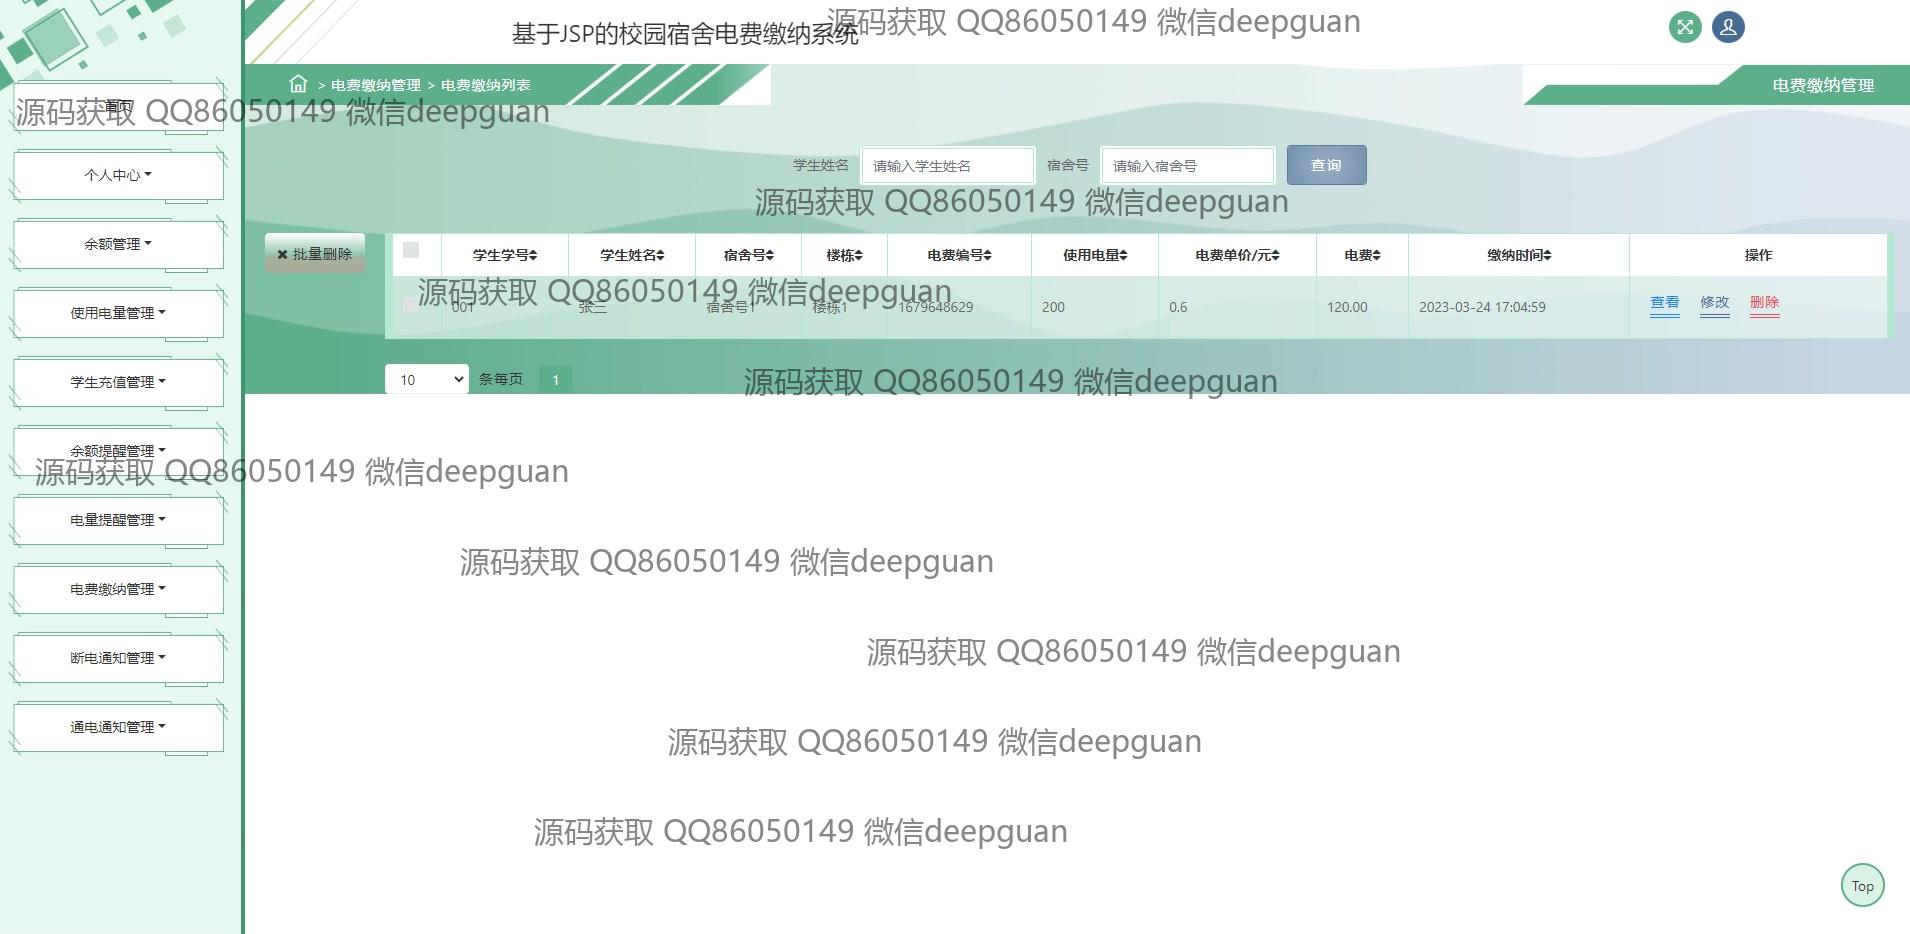 基于JSP的校园宿舍电费缴纳系统
源码获取 QQ86050149 微信deepguan
> 电费缴纳管理 > 电费缴纳列表
电费缴纳管理
首页
源码获取 QQ86050149 微信deepguan
学生姓名 请输入学生姓名 宿舍号 请输入宿舍号 查询
个人中心
源码获取 QQ86050149 微信deepguan
余额管理
批量删除
学生学号 学生姓名 宿舍号 楼栋 电费编号 使用电量 电费单价/元 电费 缴纳时间 操作
源码获取 QQ86050149 微信deepguan
001 张三 宿舍号1 楼栋1 1679648629 200 0.6 120.00 2023-03-24 17:04:59 查看 修改 删除
使用电量管理
10 条每页 1
源码获取 QQ86050149 微信deepguan
学生充值管理
余额提醒管理
源码获取 QQ86050149 微信deepguan
电量提醒管理
源码获取 QQ86050149 微信deepguan
电费缴纳管理
断电通知管理
源码获取 QQ86050149 微信deepguan
通电通知管理
源码获取 QQ86050149 微信deepguan
源码获取 QQ86050149 微信deepguan
Top